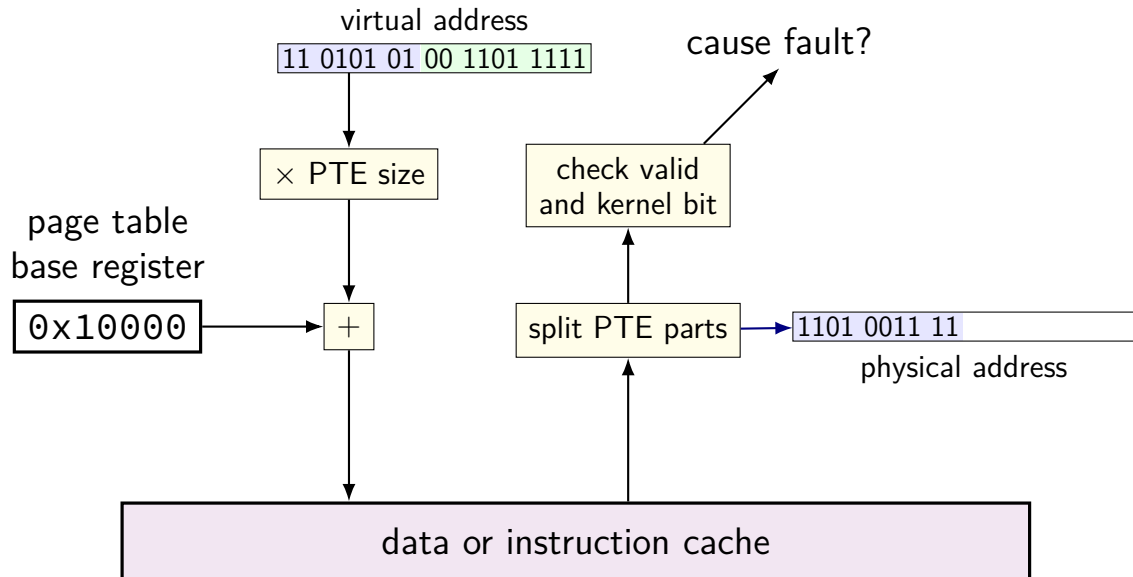 virtual address
11 0101 01 00 1101 1111
cause fault?
× PTE size
check valid
and kernel bit
page table
base register
0x10000
+
split PTE parts
1101 0011 11
physical address
data or instruction cache